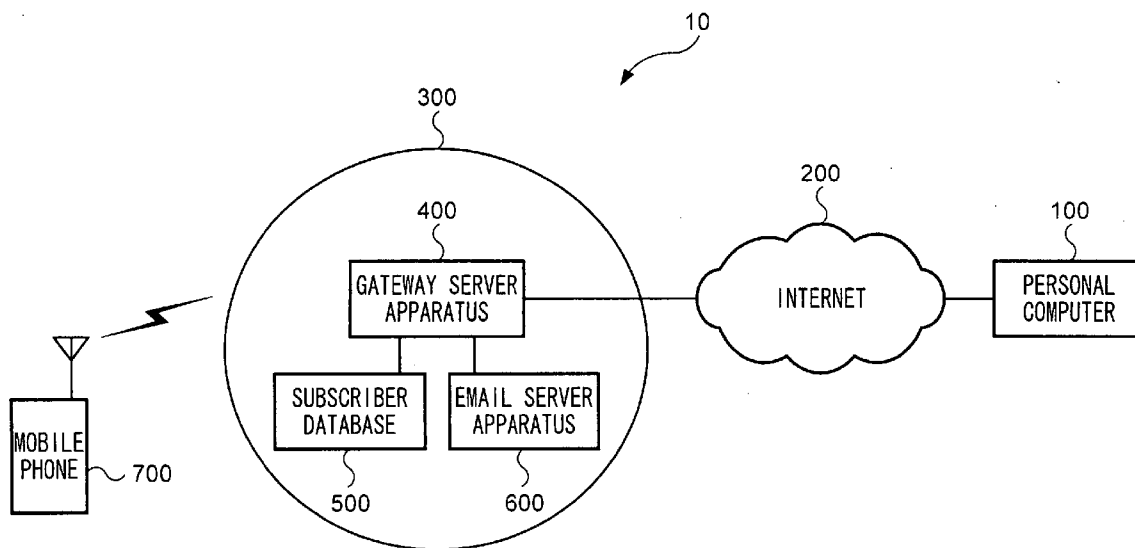 10
300
200
400
100
GATEWAY SERVER
APPARATUS
INTERNET
PERSONAL
COMPUTER
SUBSCRIBER
DATABASE
EMAIL SERVER
APPARATUS
MOBILE
PHONE
700
500
600